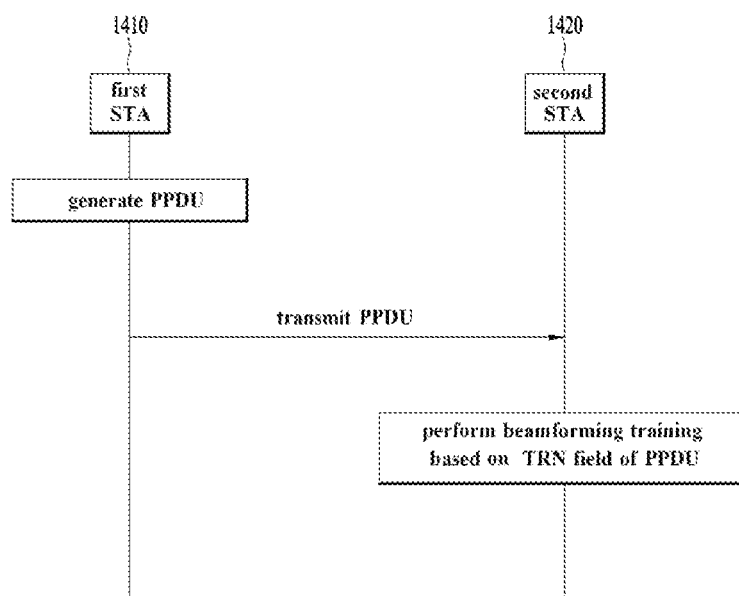 1410
1420
first
STA
second
STA
generate PPDU
transmit PPDU
perform beamforming training
based on TRN field of PPDU